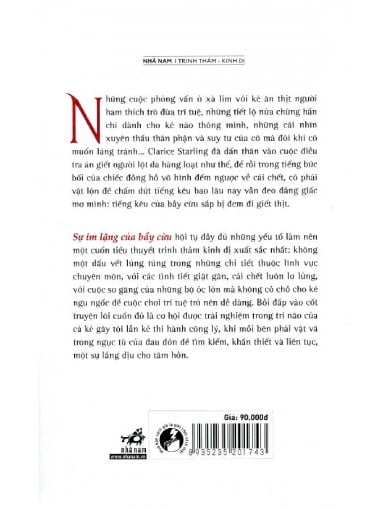 NHÃ NAM | TRINH THÁM - KINH DỊ
Những cuộc phỏng vấn ở xà lim với kẻ ăn thịt người
ham thích trò đùa trí tuệ, những tiết lộ nửa chừng hắn
chỉ dành cho kẻ nào thông minh, những cái nhìn
xuyên thấu thân phận và suy tư của cô mà đôi khi cô
muốn lảng tránh... Clarice Starling đã dấn thân vào cuộc điều
tra án giết người lột da hàng loạt như thế, để rồi trong tiếng bức
bối của chiếc đồng hồ vô hình đếm ngược về cái chết, cô phải
vật lộn để chấm dứt tiếng kêu bao lâu nay vẫn đeo đẳng giấc
mơ mình: tiếng kêu của bầy cừu sắp bị đem đi giết thịt.
Sự im lặng của bầy cừu hội tụ đầy đủ những yếu tố làm nên
một cuốn tiểu thuyết trinh thám kinh dị xuất sắc nhất: không
một dấu vết lúng túng trong những chi tiết thuộc lĩnh vực
chuyên môn, với các tình tiết giật gân, cái chết luôn lơ lửng,
với cuộc so găng của những bộ óc lớn mà không có chỗ cho kẻ
ngu ngốc để cuộc chơi trí tuệ trở nên dễ dàng. Bồi đắp vào cốt
truyện lôi cuốn đó là cơ hội được trải nghiệm trong trí não của
cả kẻ gây tội lẫn kẻ thi hành công lý, khi mỗi bên phải vật vã
trong ngục tù của đau đớn để tìm kiếm, khẩn thiết và liên tục,
một sự lắng dịu cho tâm hồn.
Giá: 90.000đ
nhã nam
www.nhanam.vn
8 935235 201743